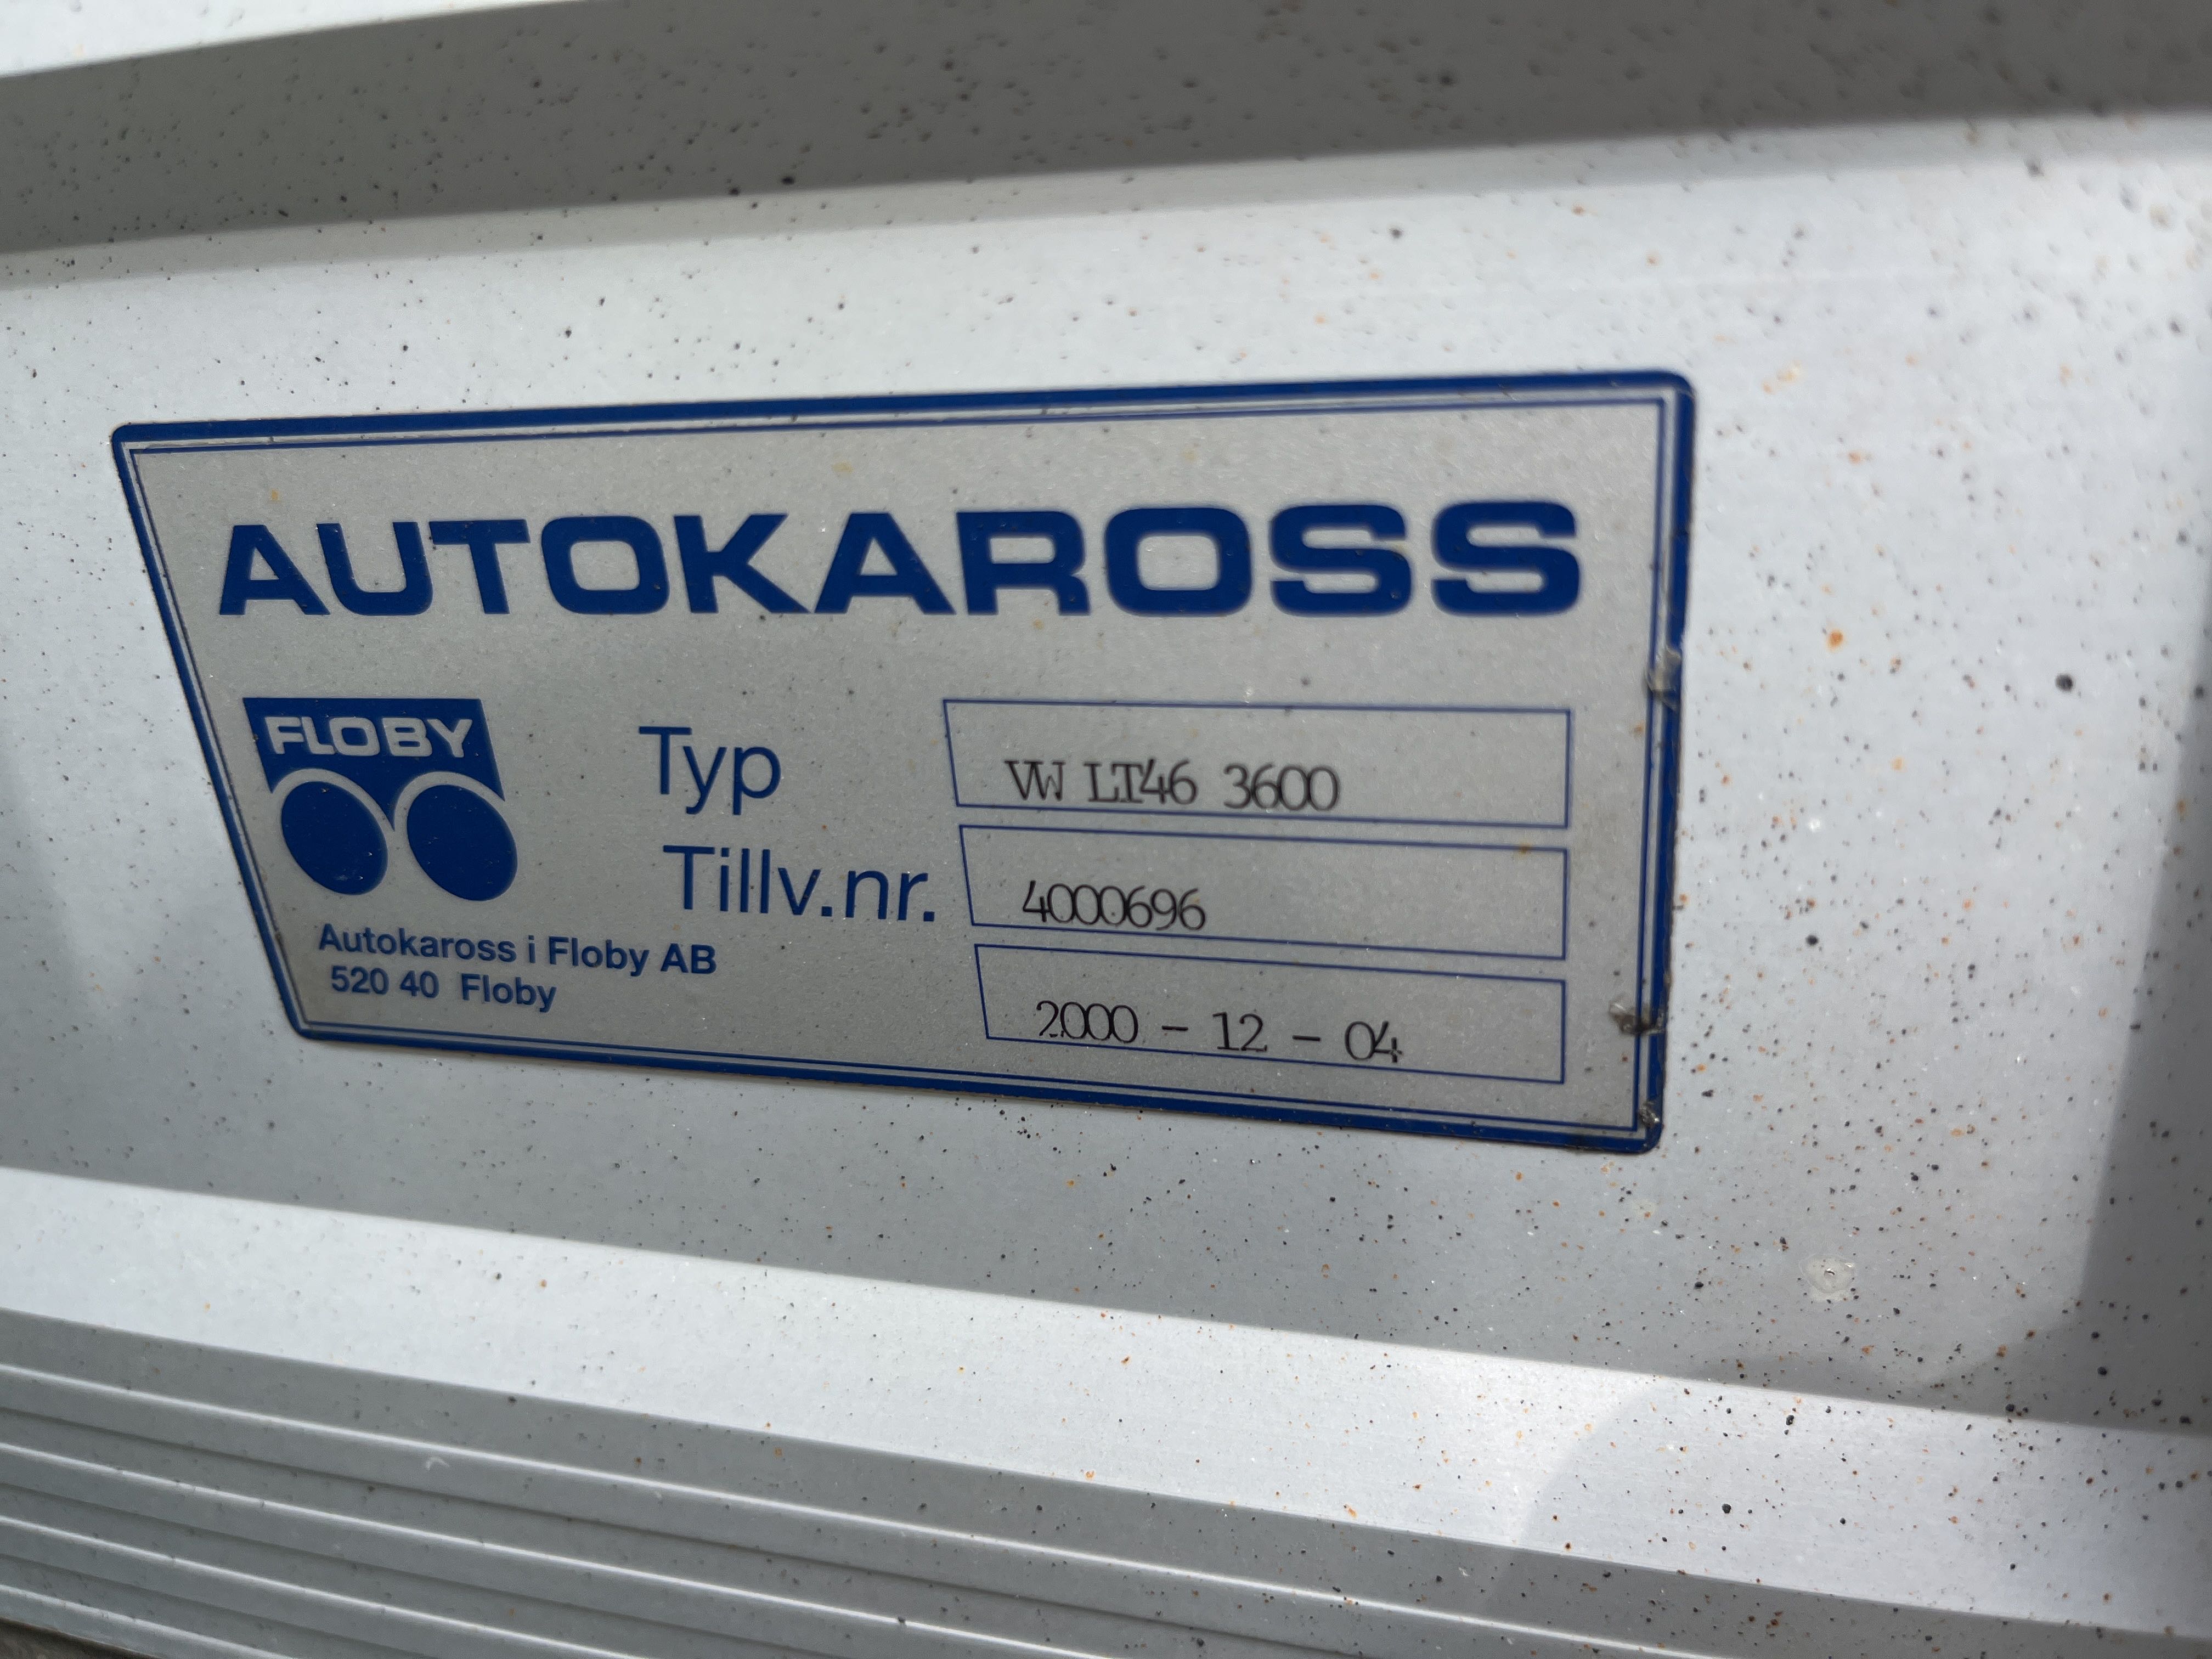 AUTOKAROSS
FLOBY
Typ VW LT46 3600
Tillv.nr. 4000696
2000 - 12 - 04
Autokaross i Floby AB
520 40 Floby